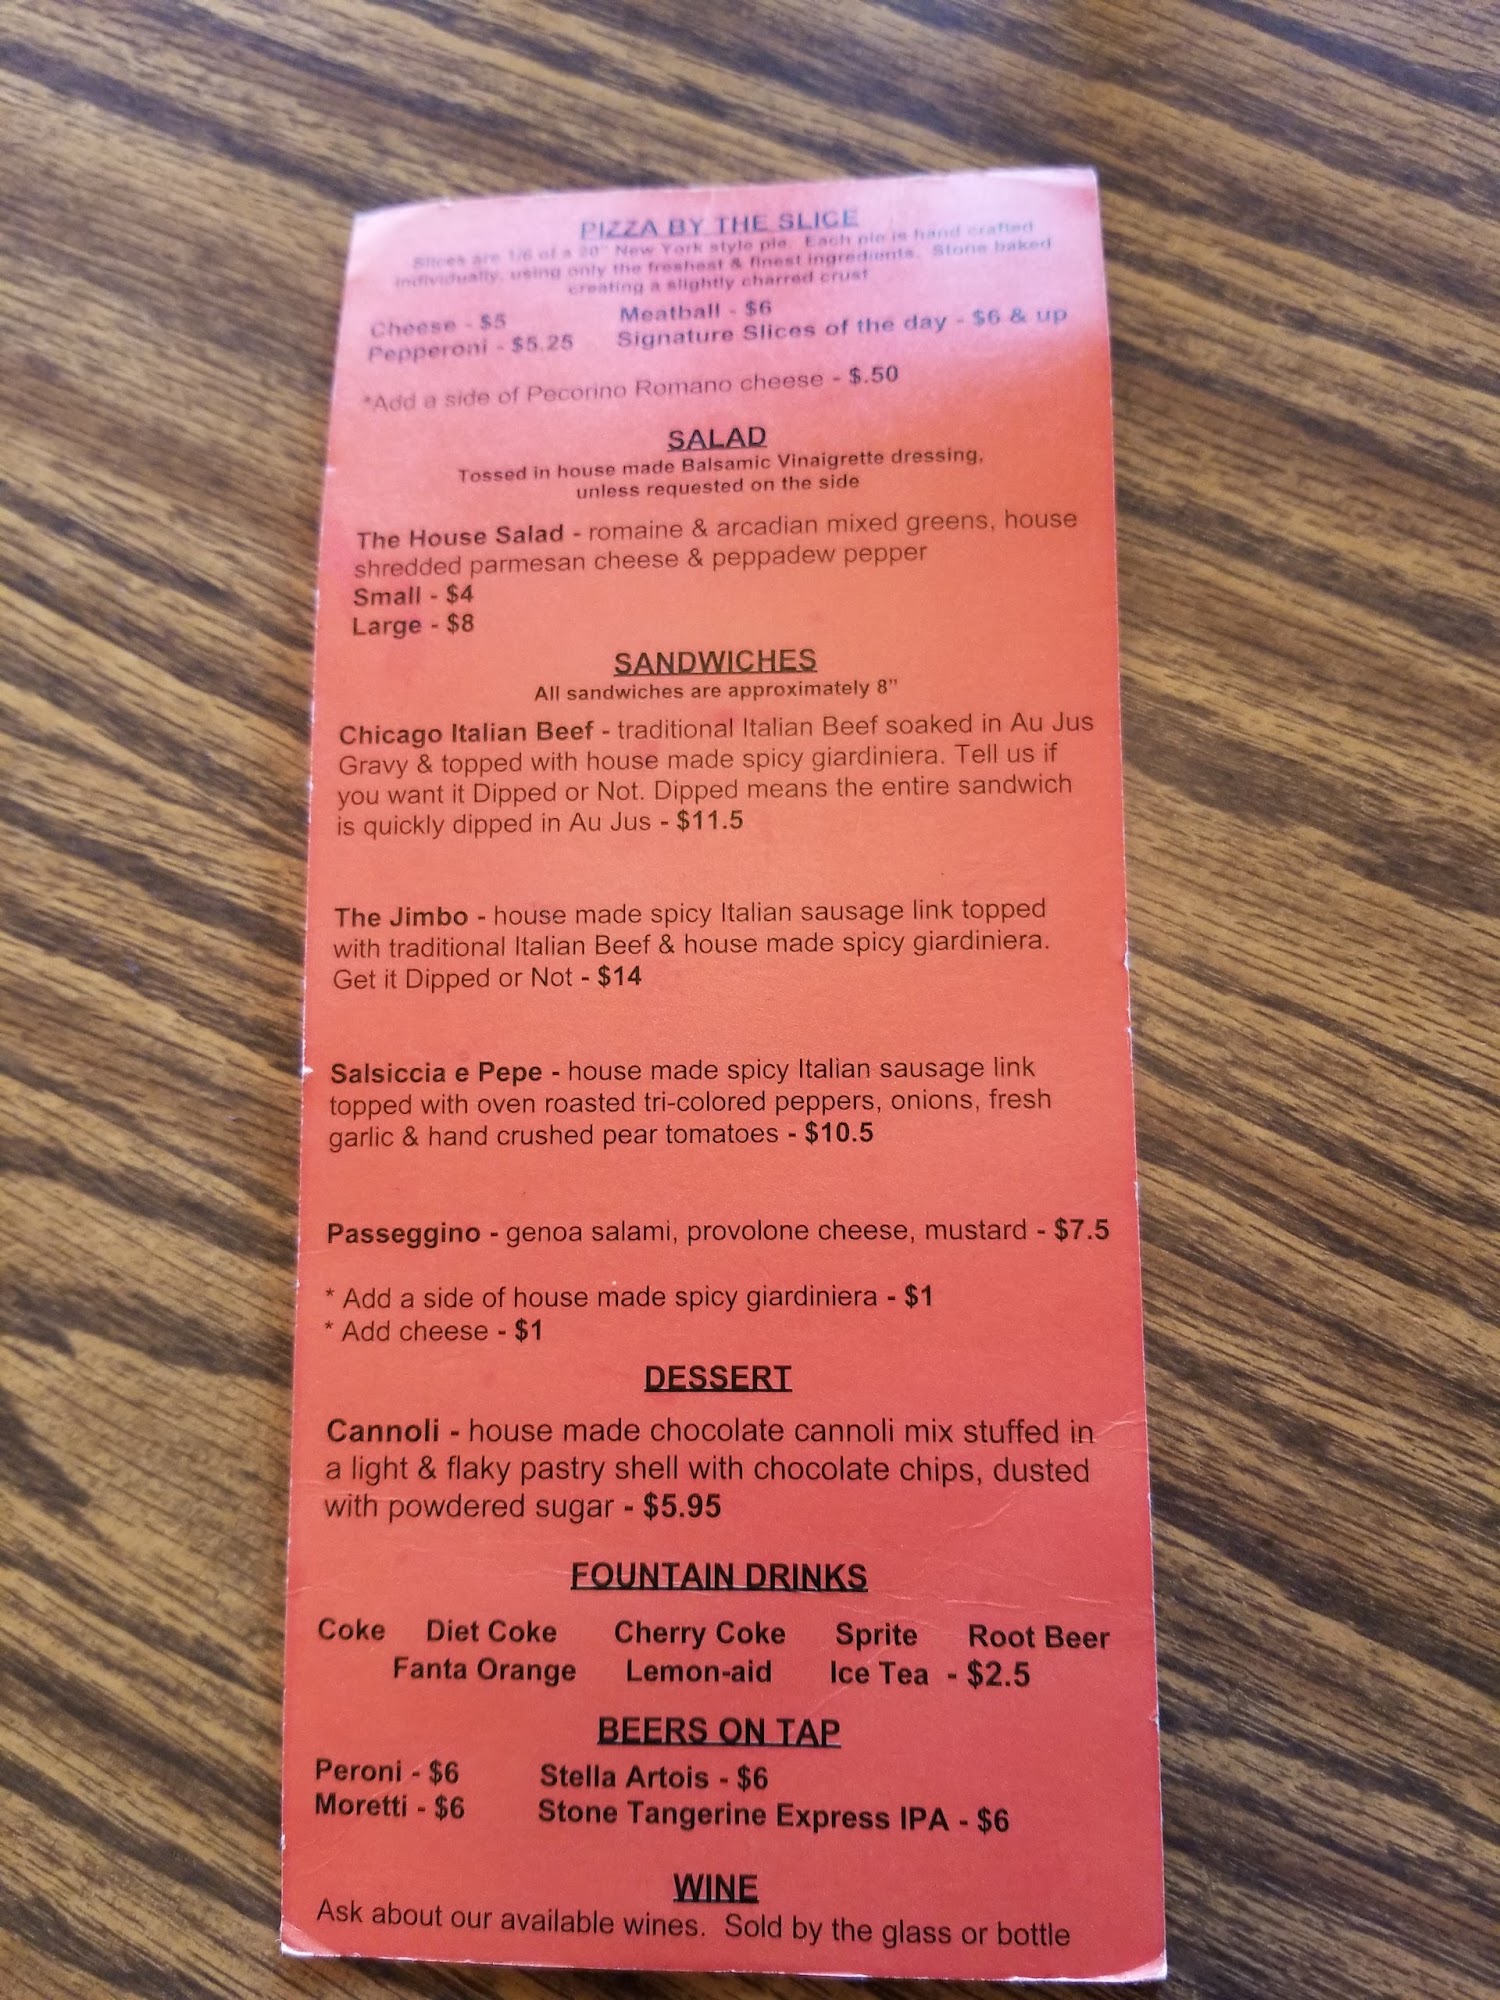 PIZZA BY THE SLICE
Slices are 1/6 of a 20" New York style pie. Each pie is hand crafted
individually, using only the freshest & finest ingredients. Stone baked
creating a slightly charred crust
Cheese - $5 Meatball - $6
Pepperoni - $5.25 Signature Slices of the day - $6 & up
*Add a side of Pecorino Romano cheese - $.50
SALAD
Tossed in house made Balsamic Vinaigrette dressing,
unless requested on the side
The House Salad - romaine & arcadian mixed greens, house
shredded parmesan cheese & peppadew pepper
Small - $4
Large - $8
SANDWICHES
All sandwiches are approximately 8”
Chicago Italian Beef - traditional Italian Beef soaked in Au Jus
Gravy & topped with house made spicy giardiniera. Tell us if
you want it Dipped or Not. Dipped means the entire sandwich
is quickly dipped in Au Jus - $11.5
The Jimbo - house made spicy Italian sausage link topped
with traditional Italian Beef & house made spicy giardiniera.
Get it Dipped or Not - $14
Salsiccia e Pepe - house made spicy Italian sausage link
topped with oven roasted tri-colored peppers, onions, fresh
garlic & hand crushed pear tomatoes - $10.5
Passeggino - genoa salami, provolone cheese, mustard - $7.5
* Add a side of house made spicy giardiniera - $1
* Add cheese - $1
DESSERT
Cannoli - house made chocolate cannoli mix stuffed in
a light & flaky pastry shell with chocolate chips, dusted
with powdered sugar - $5.95
FOUNTAIN DRINKS
Coke Diet Coke Cherry Coke Sprite Root Beer
Fanta Orange Lemon-aid Ice Tea - $2.5
BEERS ON TAP
Peroni - $6 Stella Artois - $6
Moretti - $6 Stone Tangerine Express IPA - $6
WINE
Ask about our available wines. Sold by the glass or bottle